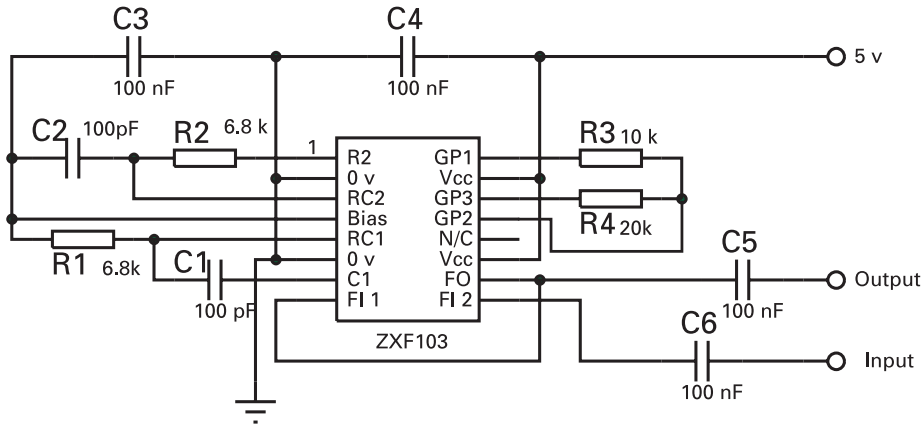 C3
100 nF
C4
100 nF
5 v
C2
100pF
R2
6.8 k
1
R2
0 v
RC2
Bias
RC1
0 v
C1
FI 1
GP1
Vcc
GP3
GP2
N/C
Vcc
FO
FI 2
ZXF103
R3
10 k
R4
20k
R1
6.8k
C1
100 pF
C5
100 nF
Output
C6
100 nF
Input